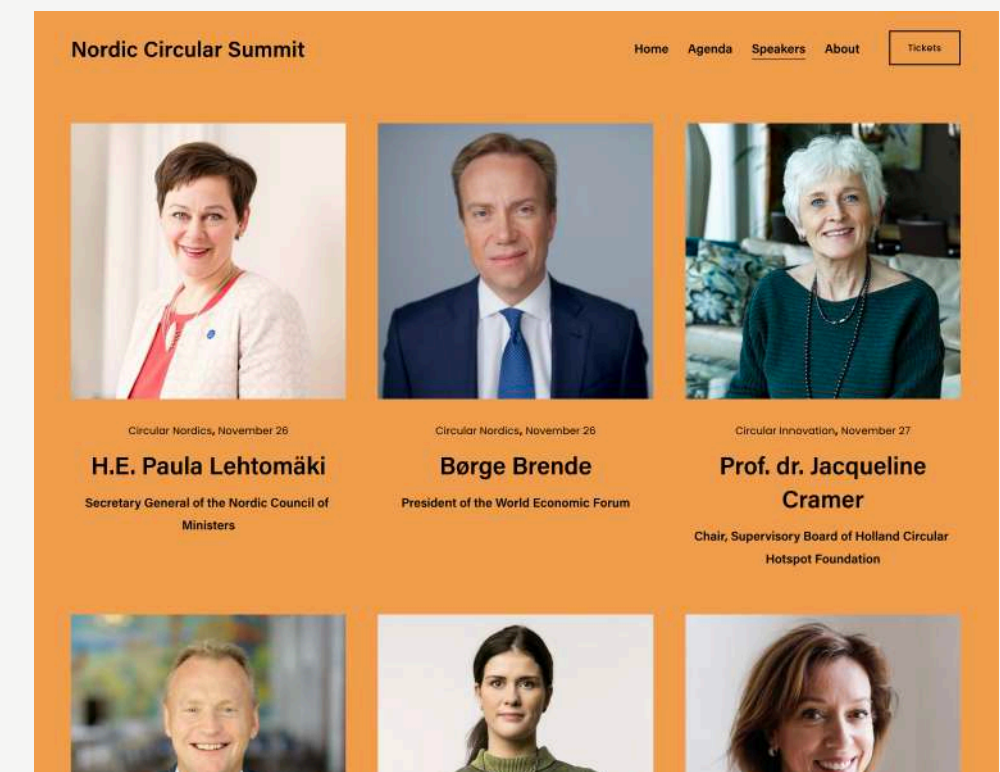 Nordic Circular Summit
Home Agenda Speakers About Tickets
Circular Nordics, November 26
H.E. Paula Lehtomäki
Secretary General of the Nordic Council of
Ministers
Circular Nordics, November 26
Børge Brende
President of the World Economic Forum
Circular Innovation, November 27
Prof. dr. Jacqueline
Cramer
Chair, Supervisory Board of Holland Circular
Hotspot Foundation